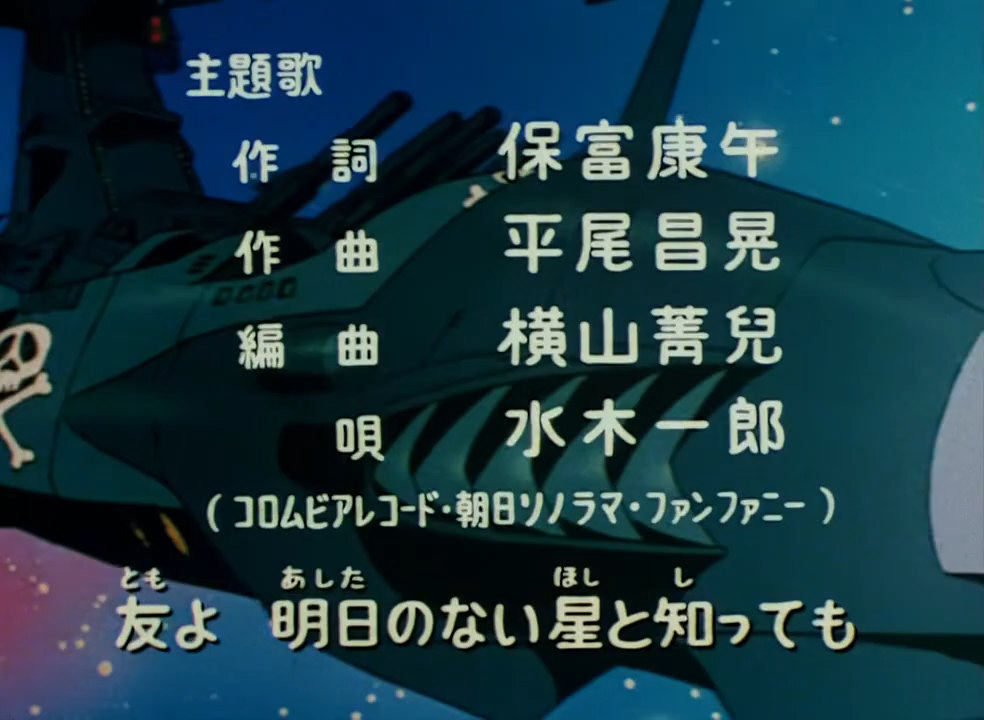 主題歌
作詞 保富康午
作曲 平尾昌晃
編曲 横山菁兒
唄 水木一郎
(コロムビアレコード・朝日ソノラマ・ファンファニー)
とも あした ほし し
友よ 明日のない星と知っても